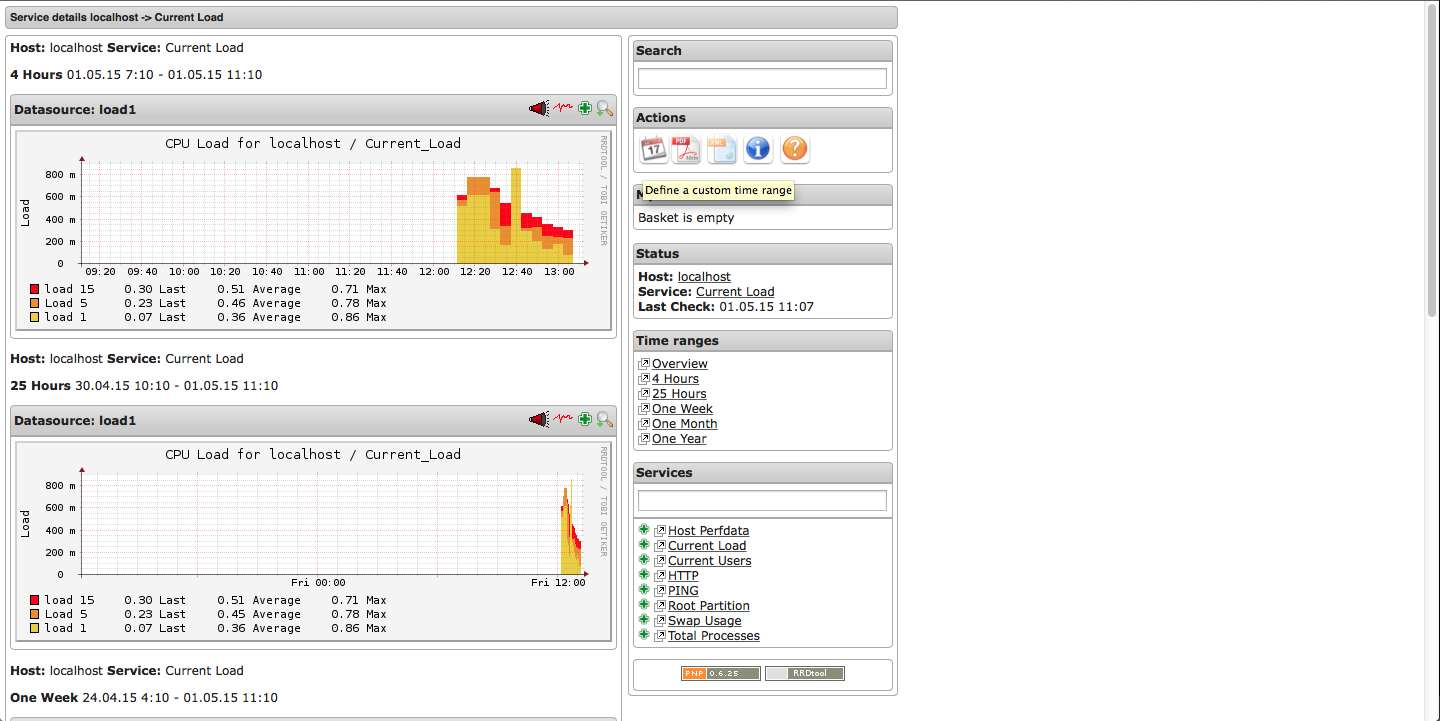 Service details localhost -> Current Load
Host: localhost Service: Current Load
4 Hours 01.05.15 7:10 - 01.05.15 11:10
Datasource: load1
CPU Load for localhost / Current_Load
RRDTOOL / TOBI OETIKER
Load
800 m
600 m
400 m
200 m
0
09:20 09:40 10:00 10:20 10:40 11:00 11:20 11:40 12:00 12:20 12:40 13:00
load 15 0.30 Last 0.51 Average 0.71 Max
Load 5 0.23 Last 0.46 Average 0.78 Max
load 1 0.07 Last 0.36 Average 0.86 Max
Host: localhost Service: Current Load
25 Hours 30.04.15 10:10 - 01.05.15 11:10
Datasource: load1
CPU Load for localhost / Current_Load
RRDTOOL / TOBI OETIKER
Load
800 m
600 m
400 m
200 m
0
Fri 00:00 Fri 12:00
load 15 0.30 Last 0.51 Average 0.71 Max
Load 5 0.23 Last 0.45 Average 0.78 Max
load 1 0.07 Last 0.36 Average 0.86 Max
Host: localhost Service: Current Load
One Week 24.04.15 4:10 - 01.05.15 11:10
Search
Actions
17
PDF
Adobe
XML
Define a custom time range
Basket is empty
Status
Host: localhost
Service: Current Load
Last Check: 01.05.15 11:07
Time ranges
Overview
4 Hours
25 Hours
One Week
One Month
One Year
Services
Host Perfdata
Current Load
Current Users
HTTP
PING
Root Partition
Swap Usage
Total Processes
PNP 0.6.25 RRDtool